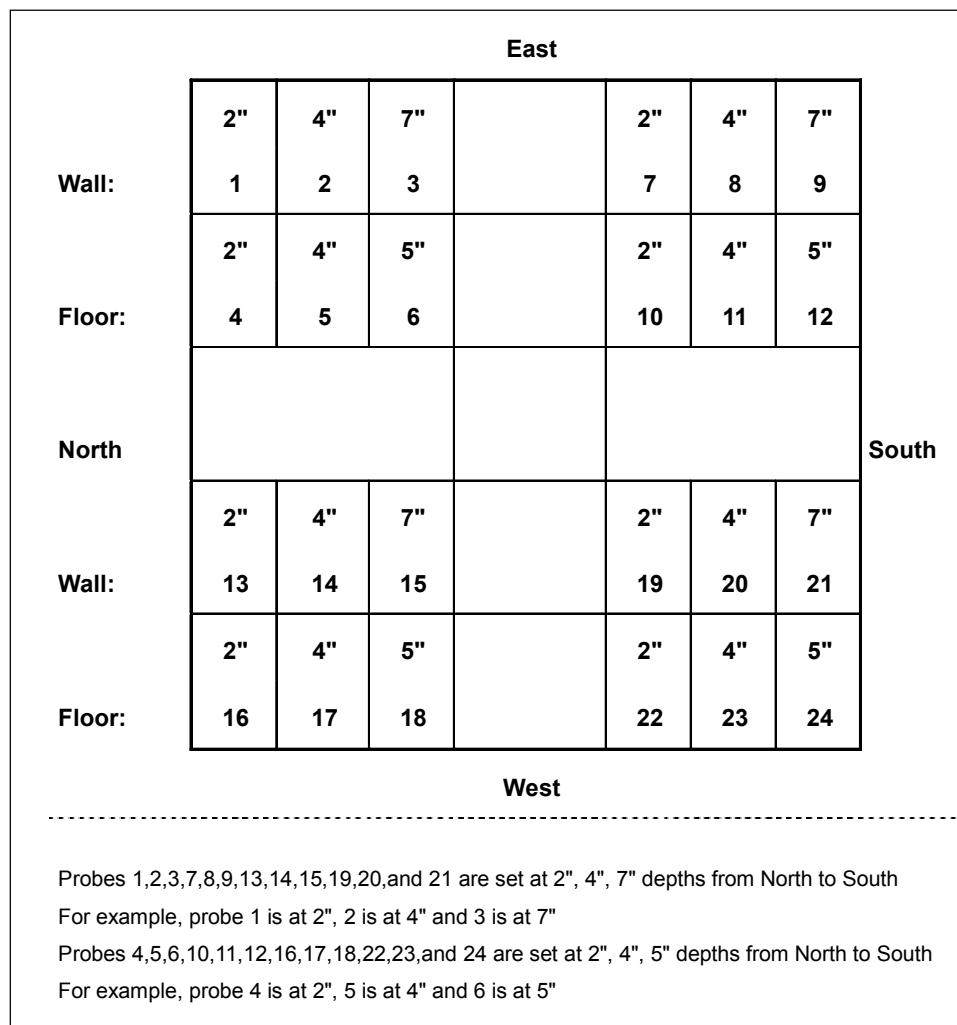 East
2" 4" 7" 2" 4" 7"
Wall: 1 2 3 7 8 9
2" 4" 5" 2" 4" 5"
Floor: 4 5 6 10 11 12
North South
2" 4" 7" 2" 4" 7"
Wall: 13 14 15 19 20 21
2" 4" 5" 2" 4" 5"
Floor: 16 17 18 22 23 24
West
Probes 1,2,3,7,8,9,13,14,15,19,20,and 21 are set at 2", 4", 7" depths from North to South
For example, probe 1 is at 2", 2 is at 4" and 3 is at 7"
Probes 4,5,6,10,11,12,16,17,18,22,23,and 24 are set at 2", 4", 5" depths from North to South
For example, probe 4 is at 2", 5 is at 4" and 6 is at 5"